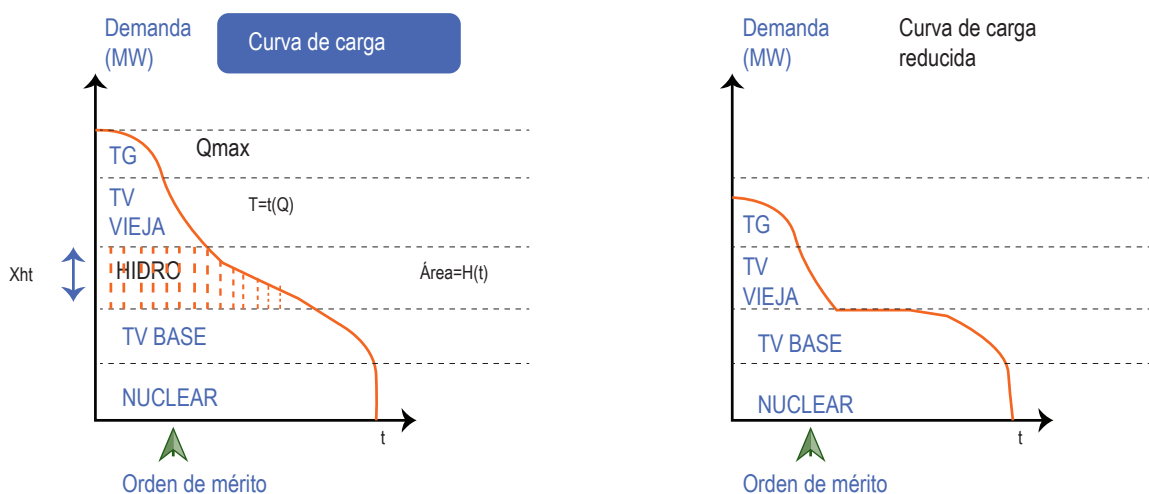 Demanda
(MW)
Curva de carga
TG
Qmax
TV
VIEJA
T=t(Q)
Xht
HIDRO
Área=H(t)
TV BASE
NUCLEAR
t
Orden de mérito
Demanda
(MW)
Curva de carga
reducida
TG
TV
VIEJA
TV BASE
NUCLEAR
t
Orden de mérito